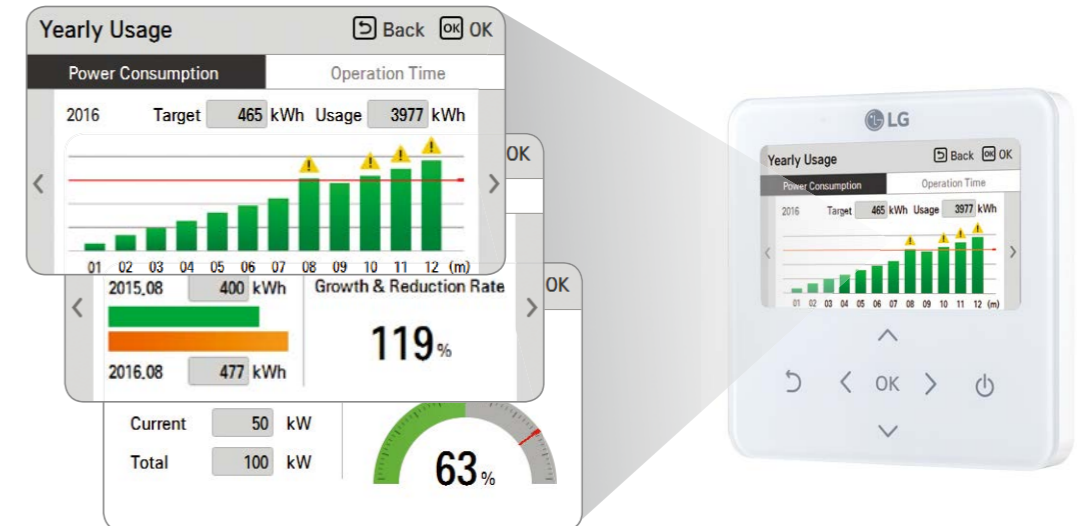 Yearly Usage Back OK OK
Power Consumption Operation Time
2016 Target 465 kWh Usage 3977 kWh
01 02 03 04 05 06 07 08 09 10 11 12 (m)
OK
2015.08 400 kWh Growth & Reduction Rate
119%
2016.08 477 kWh
OK
Current 50 kW
Total 100 kW
63%
LG
Yearly Usage Back OK OK
Power Consumption Operation Time
2016 Target 465 kWh Usage 3977 kWh
01 02 03 04 05 06 07 08 09 10 11 12 (m)
OK